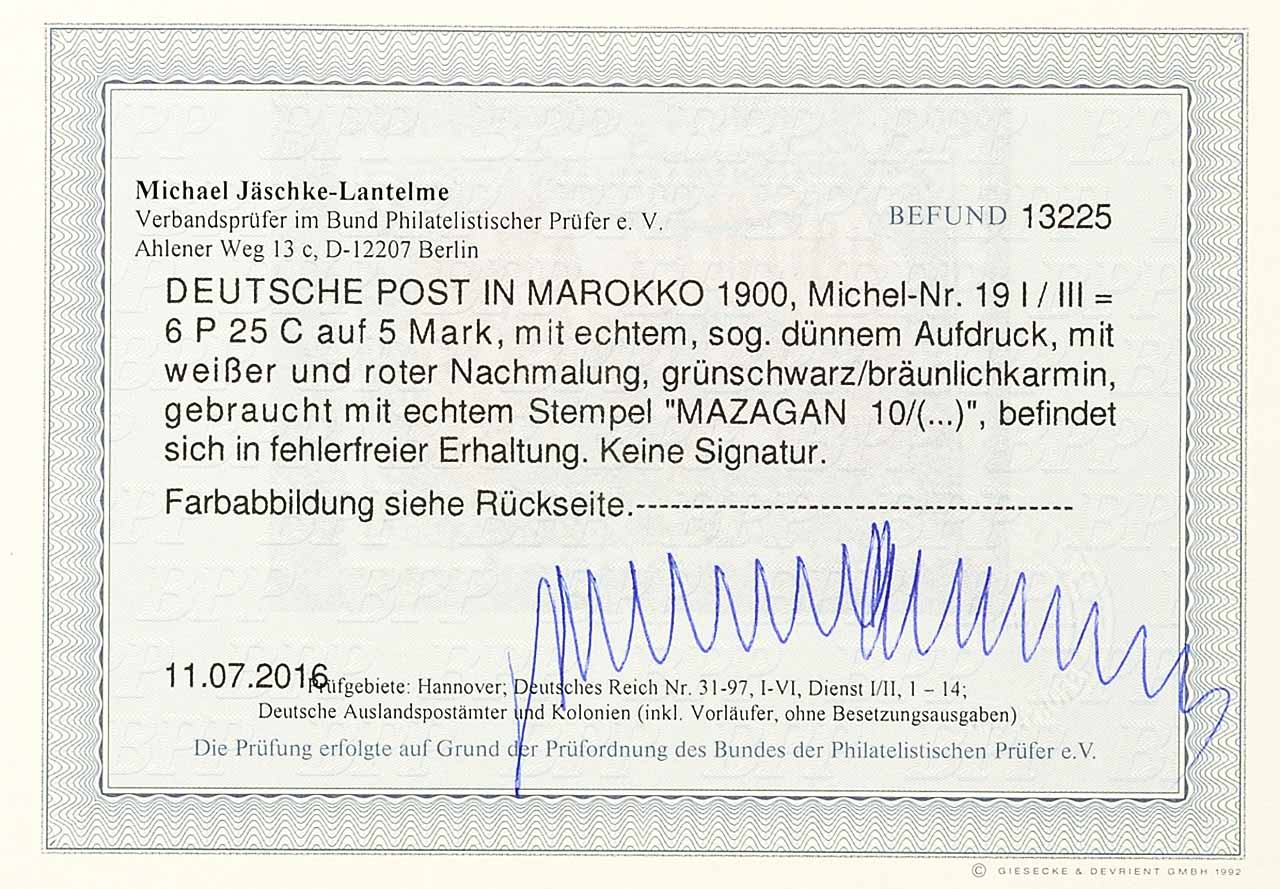 Michael Jäschke-Lantelme
Verbandsprüfer im Bund Philatelistischer Prüfer e. V.
Ahlener Weg 13 c, D-12207 Berlin
BEFUND 13225
DEUTSCHE POST IN MAROKKO 1900, Michel-Nr. 19 I / III =
6 P 25 C auf 5 Mark, mit echtem, sog. dünnem Aufdruck, mit
weißer und roter Nachmalung, grünschwarz/bräunlichkarmin,
gebraucht mit echtem Stempel "MAZAGAN 10/(...)", befindet
sich in fehlerfreier Erhaltung. Keine Signatur.
Farbabbildung siehe Rückseite.-------------------------------------
11.07.2016
Prüfgebiete: Hannover; Deutsches Reich Nr. 31-97, I-VI, Dienst I/II, 1 – 14;
Deutsche Auslandspostämter und Kolonien (inkl. Vorläufer, ohne Besetzungsausgaben)
Die Prüfung erfolgte auf Grund der Prüfordnung des Bundes der Philatelistischen Prüfer e.V.
© GIESECKE & DEVRIENT GMBH 1992